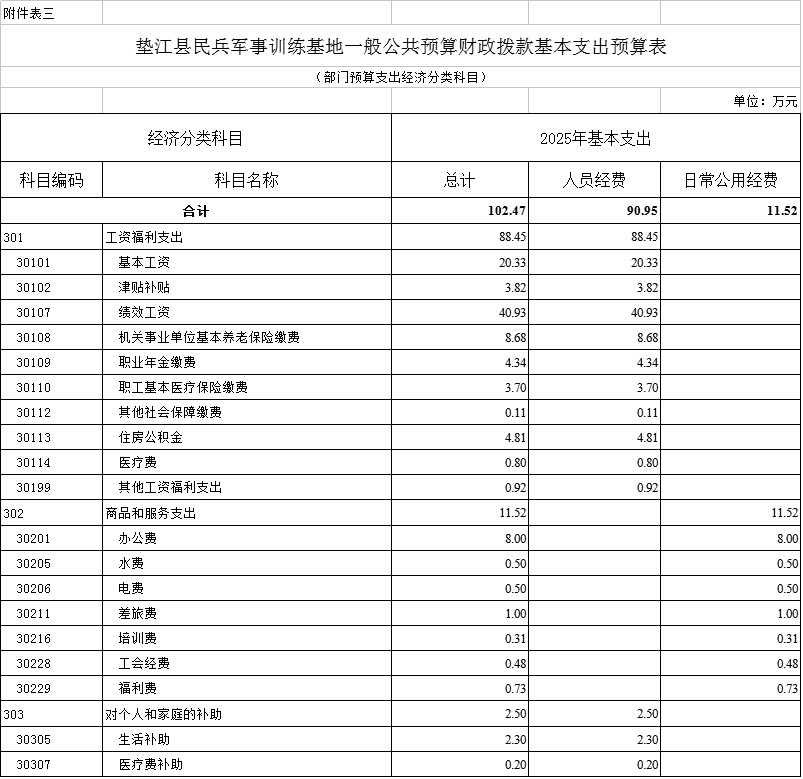 附件表三
垫江县民兵军事训练基地一般公共预算财政拨款基本支出预算表
（部门预算支出经济分类科目）
单位：万元
经济分类科目 2025年基本支出
科目编码 科目名称 总计 人员经费 日常公用经费
合计 102.47 90.95 11.52
301 工资福利支出 88.45 88.45
30101 基本工资 20.33 20.33
30102 津贴补贴 3.82 3.82
30107 绩效工资 40.93 40.93
30108 机关事业单位基本养老保险缴费 8.68 8.68
30109 职业年金缴费 4.34 4.34
30110 职工基本医疗保险缴费 3.70 3.70
30112 其他社会保障缴费 0.11 0.11
30113 住房公积金 4.81 4.81
30114 医疗费 0.80 0.80
30199 其他工资福利支出 0.92 0.92
302 商品和服务支出 11.52 11.52
30201 办公费 8.00 8.00
30205 水费 0.50 0.50
30206 电费 0.50 0.50
30211 差旅费 1.00 1.00
30216 培训费 0.31 0.31
30228 工会经费 0.48 0.48
30229 福利费 0.73 0.73
303 对个人和家庭的补助 2.50 2.50
30305 生活补助 2.30 2.30
30307 医疗费补助 0.20 0.20